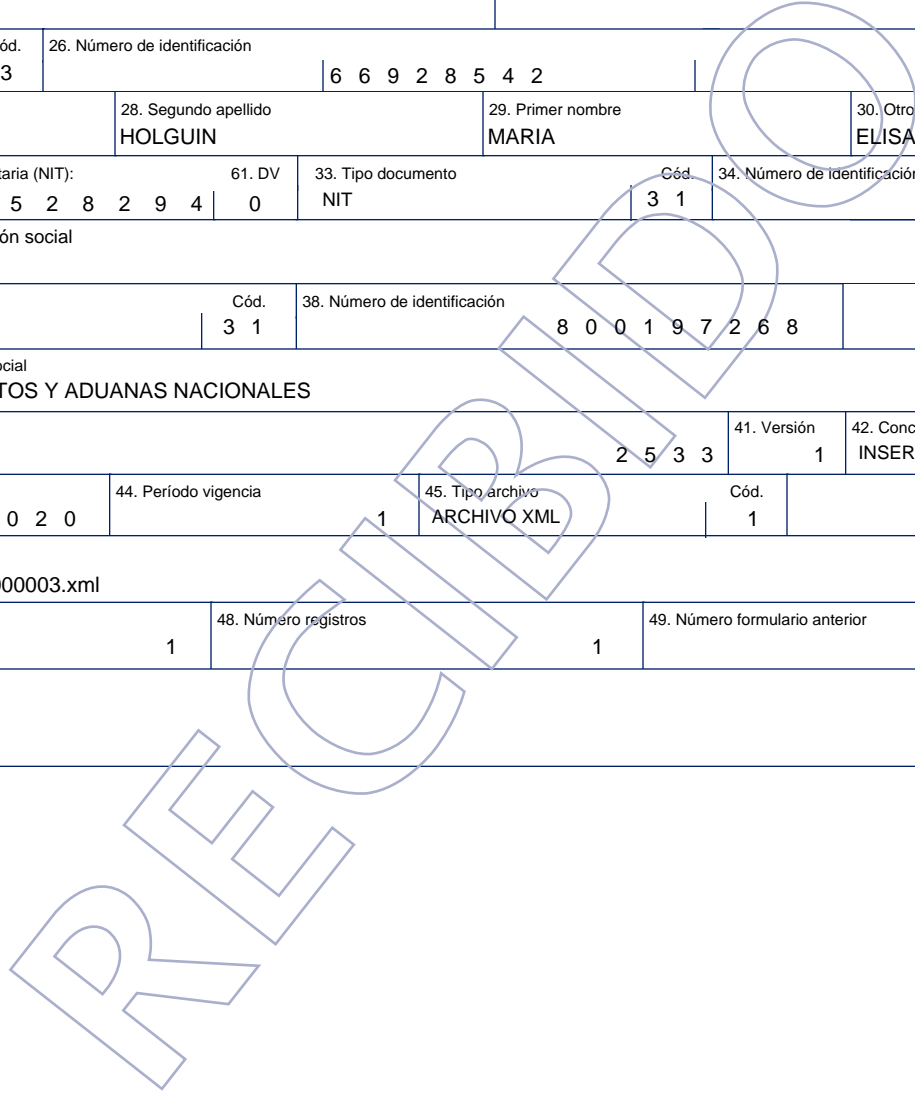 ód. 26. Número de identificación
3 6 6 9 2 8 5 4 2
28. Segundo apellido 29. Primer nombre 30. Otro
HOLGUIN MARIA ELISA
taria (NIT): 61. DV 33. Tipo documento Cód. 34. Número de identificación
5 2 8 2 9 4 0 NIT 3 1
ón social
Cód. 38. Número de identificación
3 1 8 0 0 1 9 7 2 6 8
ocial
TOS Y ADUANAS NACIONALES
41. Versión 42. Conc
2 5 3 3 1 INSER
44. Período vigencia 45. Tipo archivo Cód.
0 2 0 1 ARCHIVO XML 1
000003.xml
48. Número registros 49. Número formulario anterior
1 1
RECIBIDO